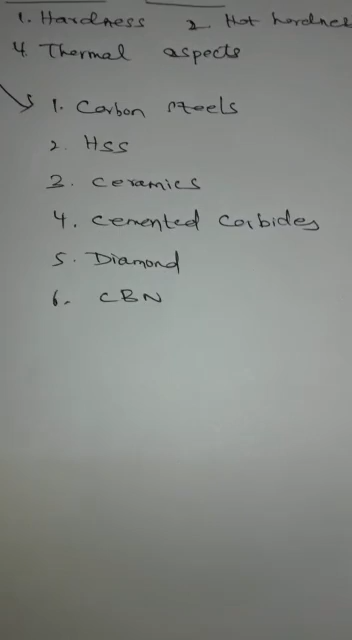 1. Hardness 2. Hot hardnes
4. Thermal aspects
1. Carbon steels
2. HSS
3. Ceramics
4. Cemented Carbides
5. Diamond
6. CBN